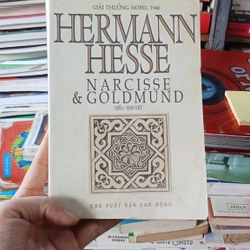 GIẢI THƯỞNG NOBEL 1946
HERMANN
HESSE
NARCISSE
& GOLDMUND
TIỂU THUYẾT
NHÀ XUẤT BẢN LAO ĐỘNG